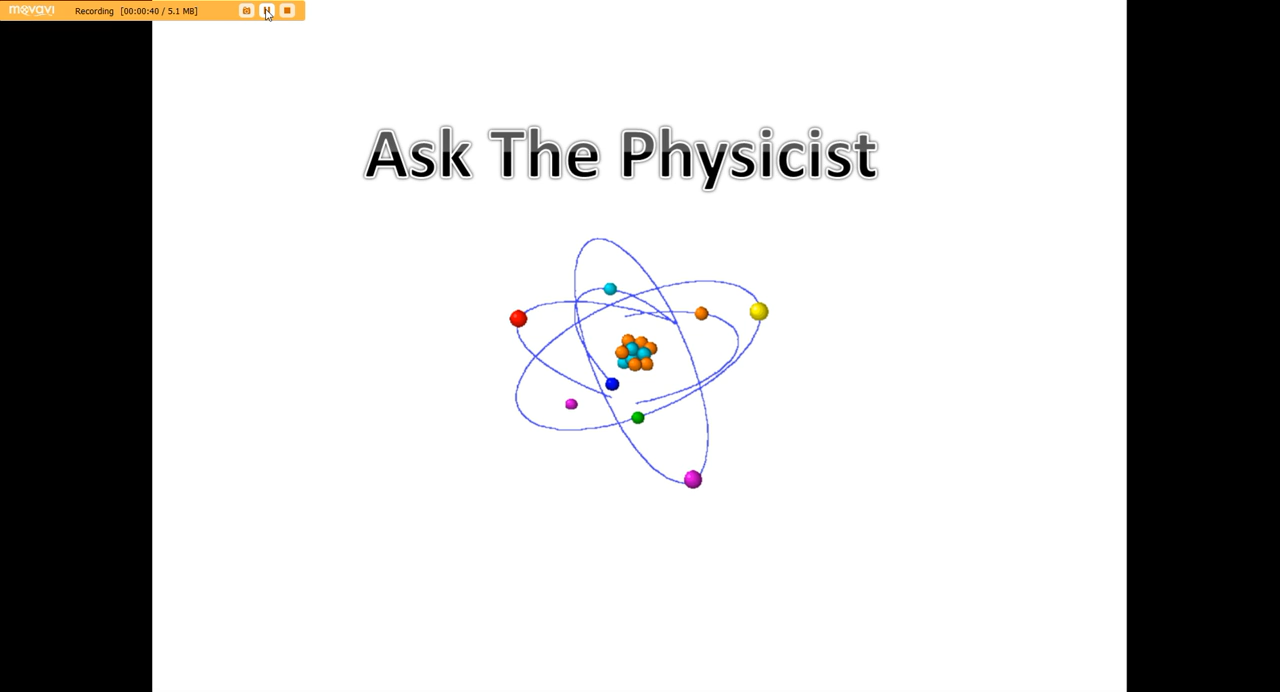 movavi Recording [00:00:40 / 5.1 MB]
Ask The Physicist